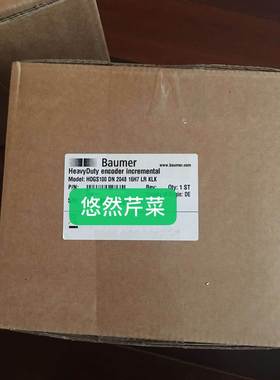 Baumer
www.baumer.com
HeavyDuty encoder incremental
Model: HOGS100 DN 2048 16H7 LR KLK
P/N:
Rev:
Qty: 1 ST
DE
悠然芹菜